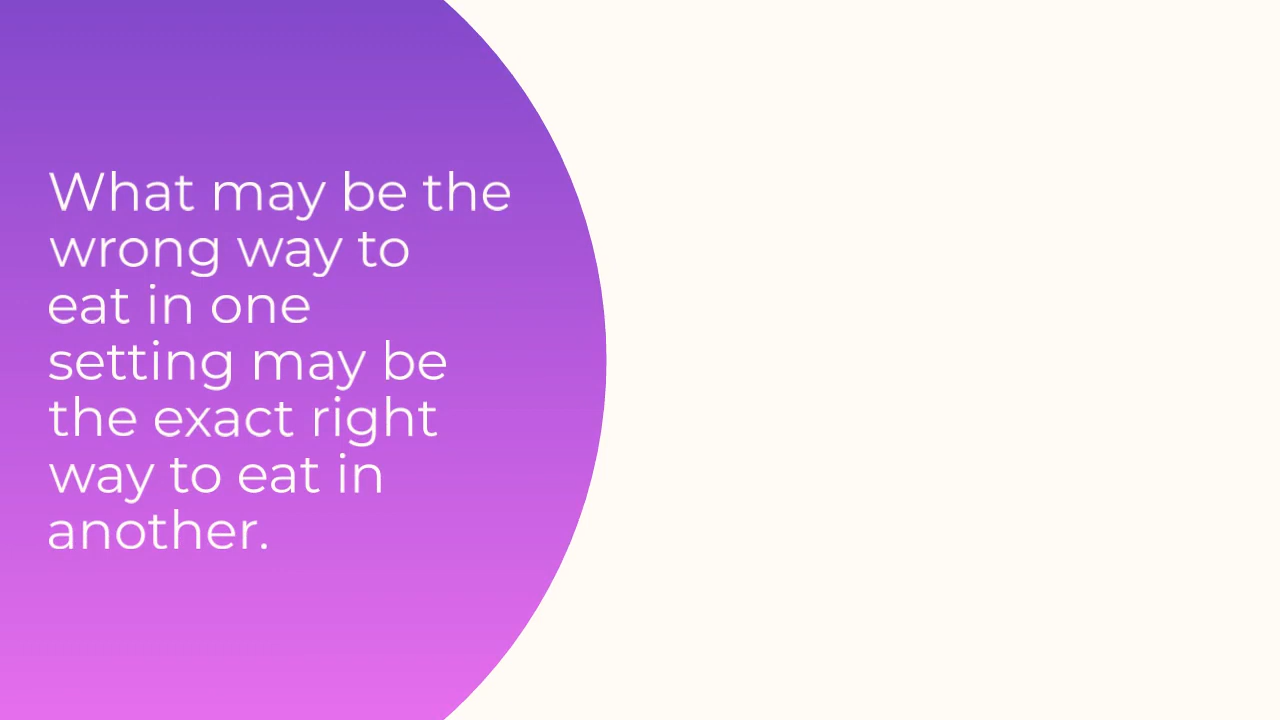 What may be the
wrong way to
eat in one
setting may be
the exact right
way to eat in
another.